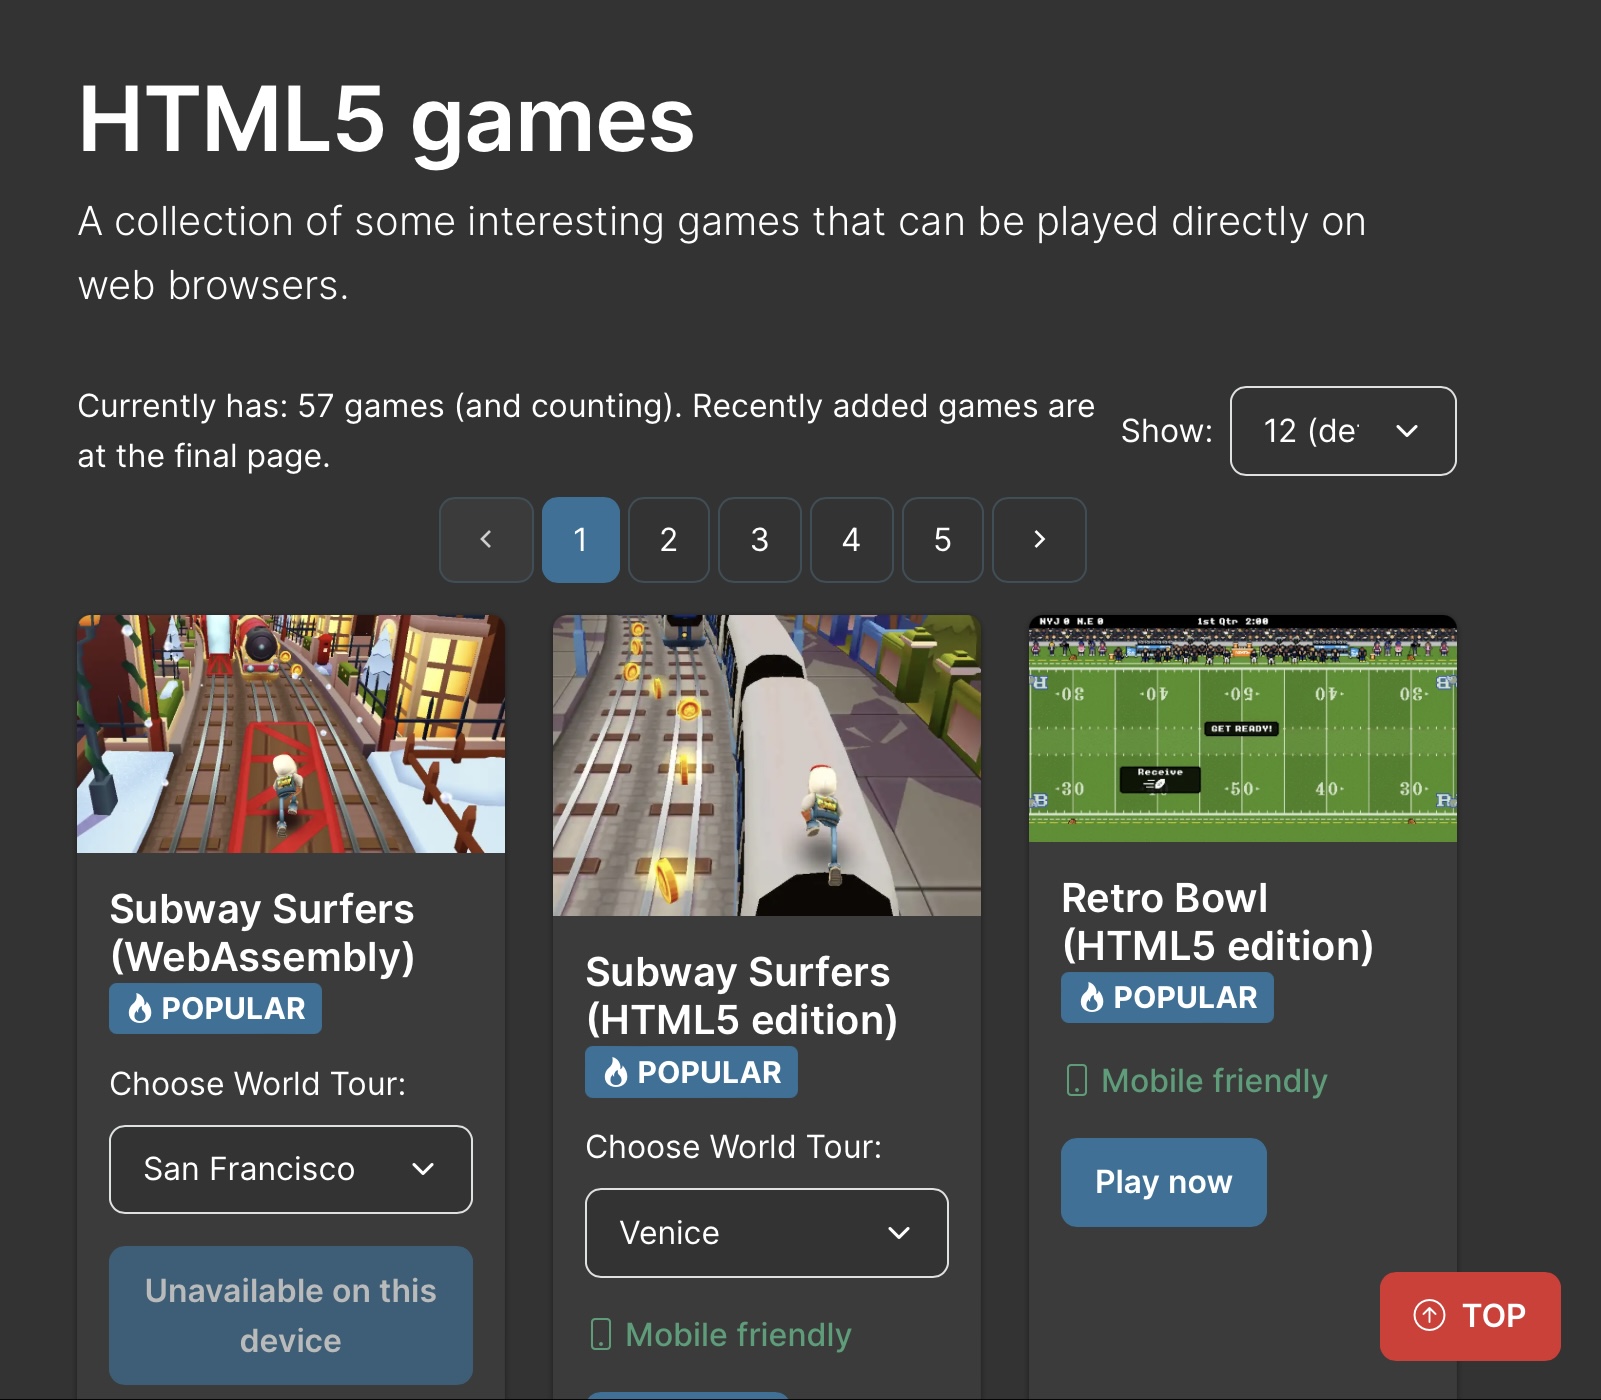 HTML5 games
A collection of some interesting games that can be played directly on
web browsers.
Currently has: 57 games (and counting). Recently added games are
at the final page.
Show:
12 (de
1
2
3
4
5
NYJ 0 N.E 0
1st Qtr 2:00
GET READY!
Receive
30
50
40
30
Subway Surfers
(WebAssembly)
POPULAR
Choose World Tour:
San Francisco
Unavailable on this
device
Subway Surfers
(HTML5 edition)
POPULAR
Choose World Tour:
Venice
Mobile friendly
Retro Bowl
(HTML5 edition)
POPULAR
Mobile friendly
Play now
TOP